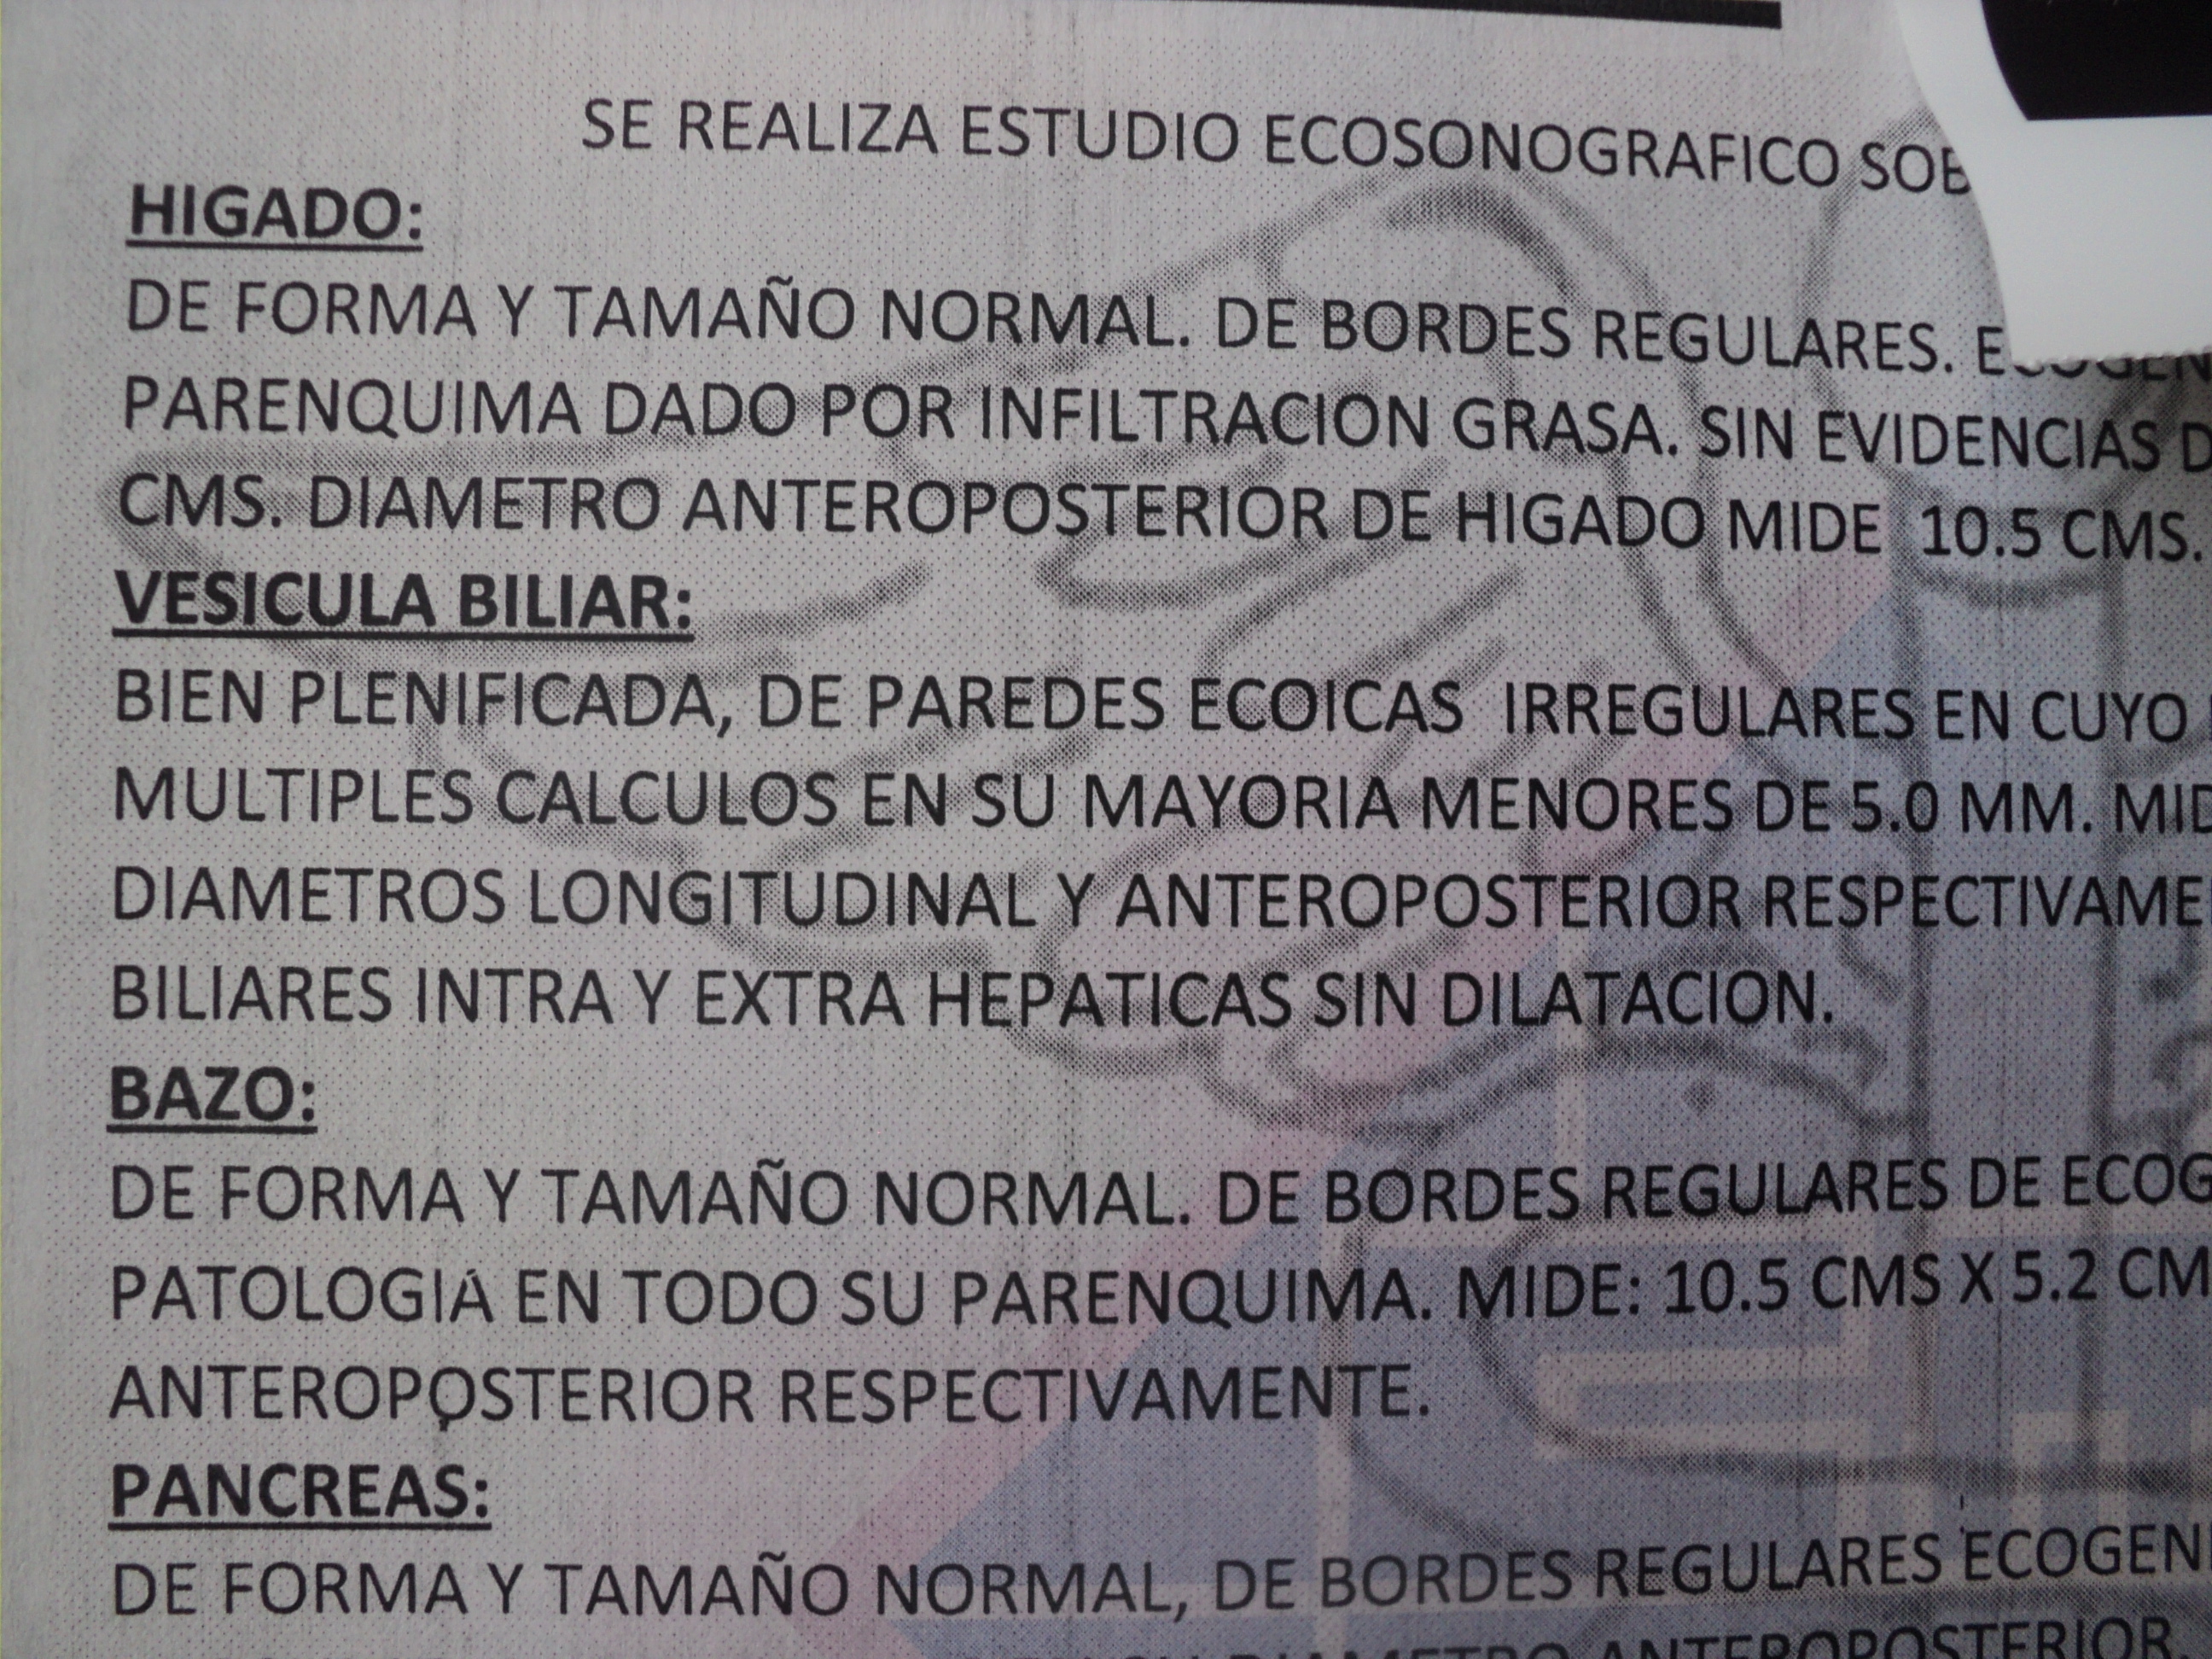 SE REALIZA ESTUDIO ECOSONOGRAFICO
HIGADO:
DE FORMA Y TAMAÑO NORMAL. DE BORDES REGULARES.
PARENQUIMA DADO POR INFILTRACION GRASA. SIN EVIDENCIAS
CMS. DIAMETRO ANTEROPOSTERIOR DE HIGADO MIDE 10.5 CMS.
VESICULA BILIAR:
BIEN PLENIFICADA, DE PAREDES ECOICAS IRREGULARES EN CUYO
MULTIPLES CALCULOS EN SU MAYORIA MENORES DE 5.0 MM.
DIAMETROS LONGITUDINAL Y ANTEROPOSTERIOR
BILIARES INTRA Y EXTRA HEPATICAS SIN DILATACION.
BAZO:
DE FORMA Y TAMAÑO NORMAL. DE BORDES REGULARES DE
PATOLOGIA EN TODO SU PARENQUIMA. MIDE: 10.5 CMS X 5.2
ANTEROPOSTERIOR RESPECTIVAMENTE.
PANCREAS:
DE FORMA Y TAMAÑO NORMAL, DE BORDES REGULARES
DIAMETRO ANTEROPOSTERIOR.